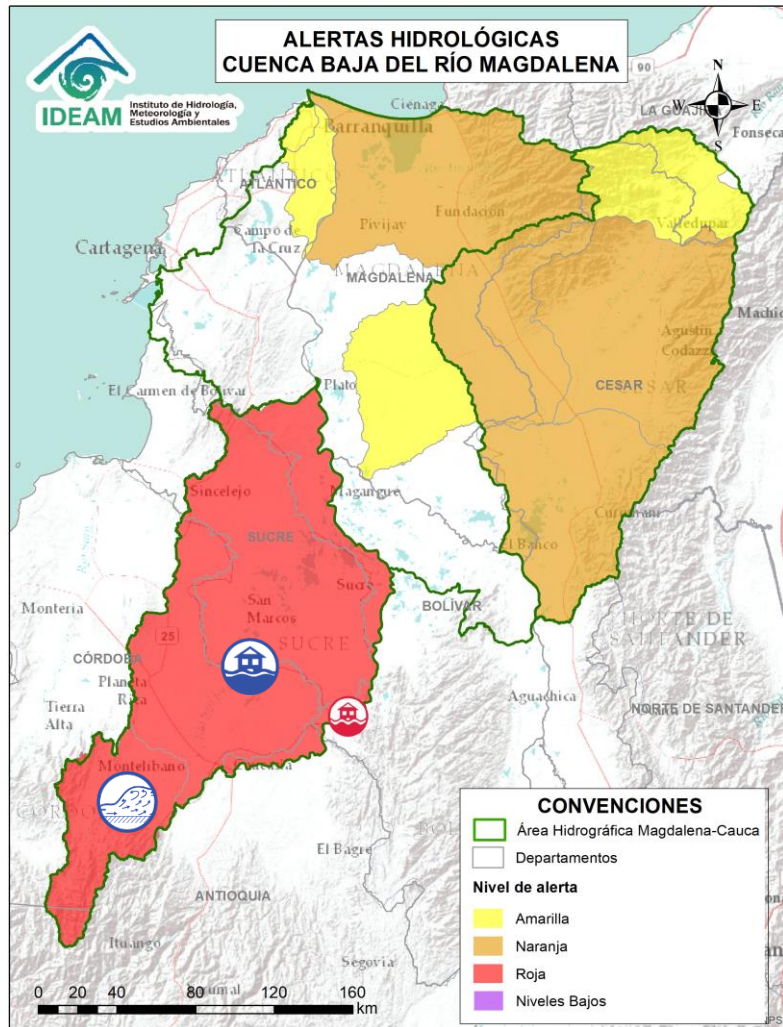 ALERTAS HIDROLÓGICAS
CUENCA BAJA DEL RÍO MAGDALENA
IDEAM
Instituto de Hidrología,
Meteorología y
Estudios Ambientales
N
W
E
S
90
Ciénaga
LA GUAJIRA
Fonseca
Barranquilla
ATLÁNTICO
Valledupar
Pivijay
Fundación
Campo de
la Cruz
Cartagena
MAGDALENA
MAGDALENA
Agustín
Codazzi
El Carmen de Bolívar
Plato
CESAR
CESAR
Sincelejo
Magangué
Curumaní
SUCRE
El Banco
Sucre
San
Marcos
BOLÍVAR
Montería
SUCRE
NORTE DE
SANTANDER
25
CÓRDOBA
Planeta
Rica
Tierra
Alta
Aguachica
NORTE DE SANTANDER
Montelíbano
Caucasia
El Bagre
ANTIOQUIA
Ituango
Segovia
0 20 40 80 120 160
km
CONVENCIONES
Área Hidrográfica Magdalena-Cauca
Departamentos
Nivel de alerta
Amarilla
Naranja
Roja
Niveles Bajos